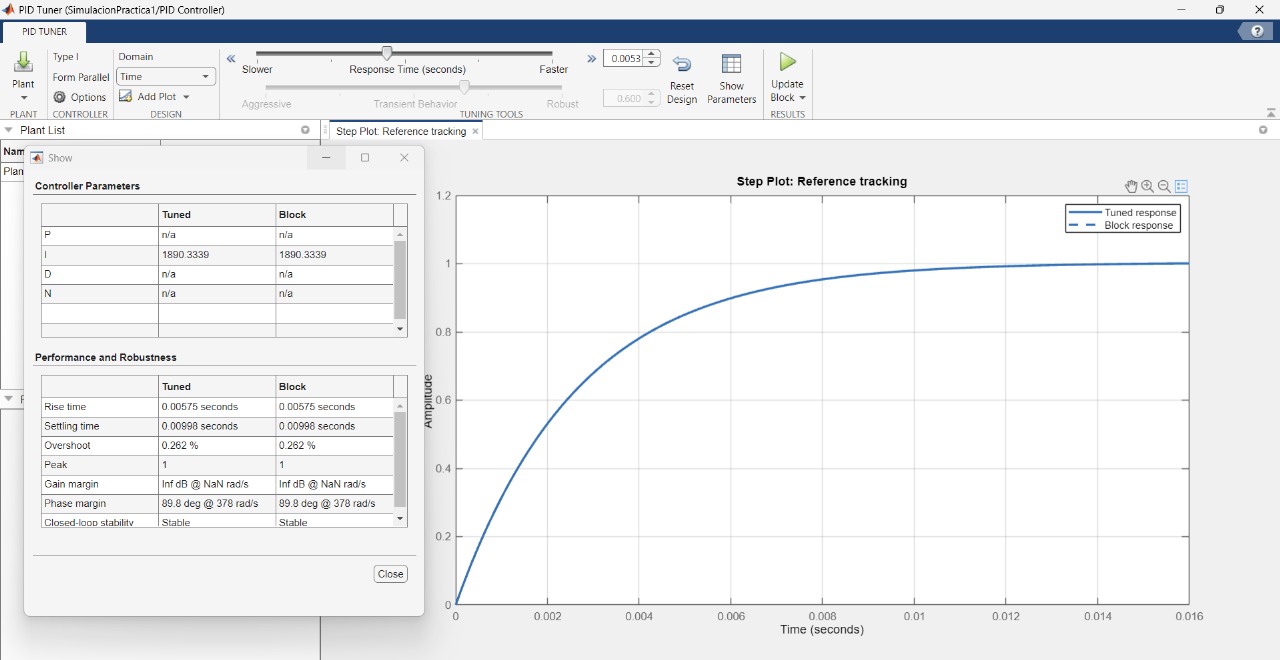 PID Tuner (SimulacionPractica1/PID Controller)
PID TUNER
Plant
PLANT
Type I
Form Parallel
Options
CONTROLLER
Domain
Time
Add Plot
DESIGN
Slower Response Time (seconds) Faster
0.0053
Aggressive Transient Behavior Robust
0.600
TUNING TOOLS
Reset
Design
Show
Parameters
Update
Block
RESULTS
Plant List
Step Plot: Reference tracking
Show
Controller Parameters
Tuned Block
P n/a n/a
I 1890.3339 1890.3339
D n/a n/a
N n/a n/a
Performance and Robustness
Tuned Block
Rise time 0.00575 seconds 0.00575 seconds
Settling time 0.00998 seconds 0.00998 seconds
Overshoot 0.262 % 0.262 %
Peak 1 1
Gain margin Inf dB @ NaN rad/s Inf dB @ NaN rad/s
Phase margin 89.8 deg @ 378 rad/s 89.8 deg @ 378 rad/s
Closed-loop stability Stable Stable
Close
Step Plot: Reference tracking
Tuned response
Block response
Amplitude
1.2
1
0.8
0.6
0.4
0.2
0
0 0.002 0.004 0.006 0.008 0.01 0.012 0.014 0.016
Time (seconds)